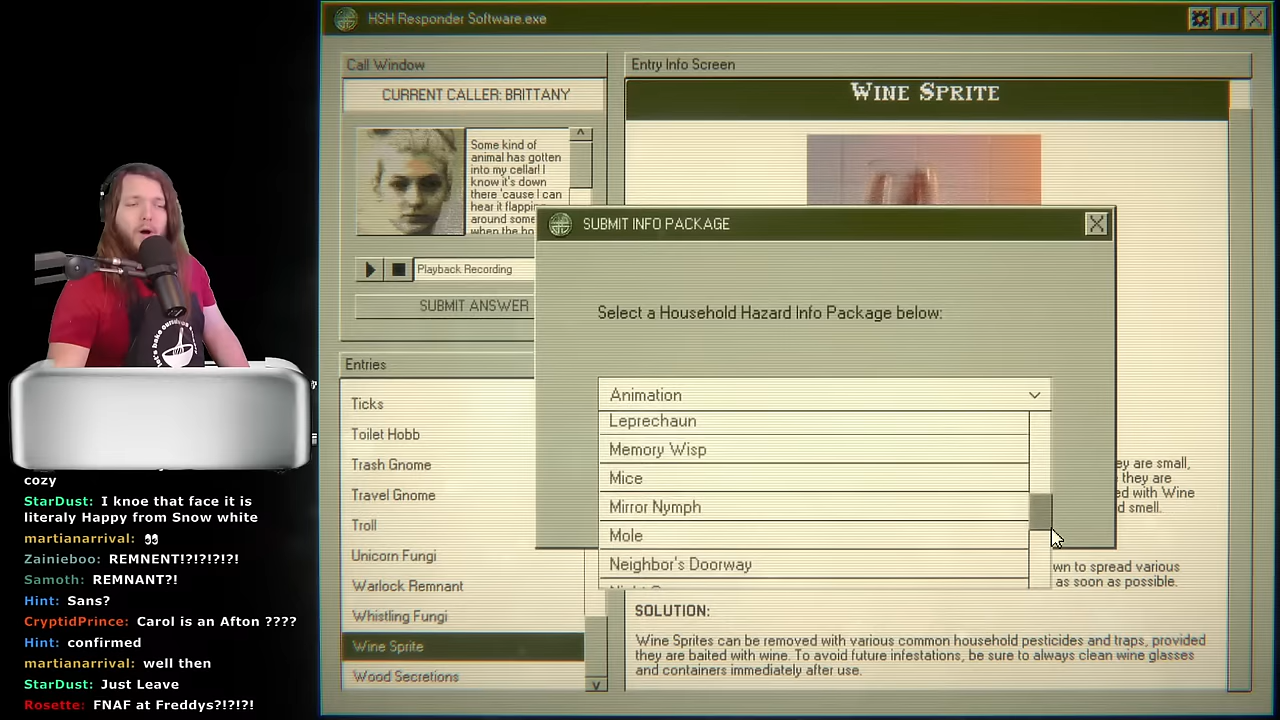 HSH Responder Software.exe
Call Window
CURRENT CALLER: BRITTANY
Some kind of
animal has gotten
into my cellar! I
know it's down
there 'cause I can
hear it flappin
around some
when the ho
Playback Recording
SUBMIT ANSWER
Entries
Ticks
Toilet Hobb
Trash Gnome
Travel Gnome
Troll
Unicorn Fungi
Warlock Remnant
Whistling Fungi
Wine Sprite
Wood Secretions
Entry Info Screen
WINE SPRITE
SUBMIT INFO PACKAGE
Select a Household Hazard Info Package below:
Animation
Leprechaun
Memory Wisp
Mice
Mirror Nymph
Mole
Neighbor's Doorway
ey are small,
they are
ed with Wine
d smell.
wn to spread various
as soon as possible.
SOLUTION:
Wine Sprites can be removed with various common household pesticides and traps, provided
they are baited with wine. To avoid future infestations, be sure to always clean wine glasses
and containers immediately after use.
cozy
StarDust: I knoe that face it is
literaly Happy from Snow white
martianarrival:
Zainieboo: REMNENT!?!?!?!?!
Samoth: REMNANT?!
Hint: Sans?
CryptidPrince: Carol is an Afton ????
Hint: confirmed
martianarrival: well then
StarDust: Just Leave
Rosette: FNAF at Freddys?!?!?!